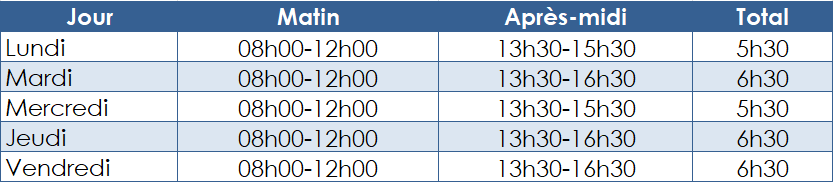 Jour Matin Après-midi Total
Lundi 08h00-12h00 13h30-15h30 5h30
Mardi 08h00-12h00 13h30-16h30 6h30
Mercredi 08h00-12h00 13h30-15h30 5h30
Jeudi 08h00-12h00 13h30-16h30 6h30
Vendredi 08h00-12h00 13h30-16h30 6h30